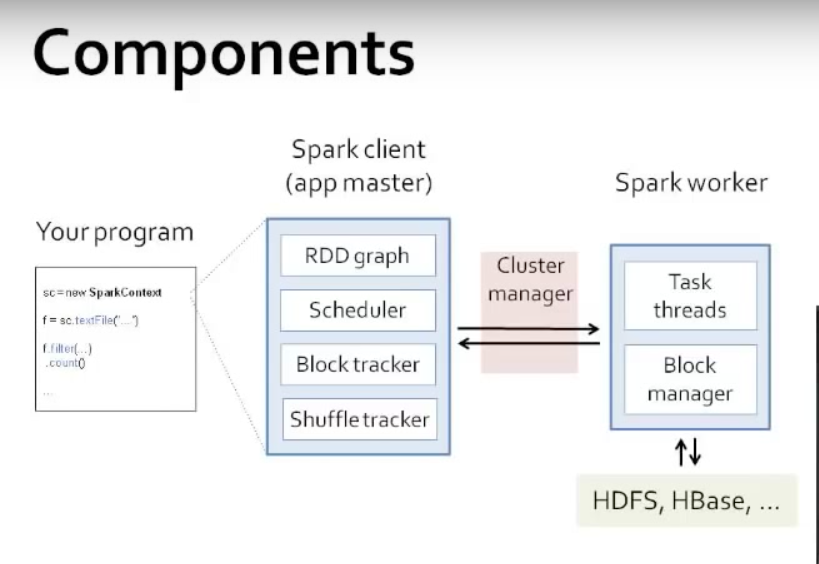 Components
Your program
sc=new SparkContext
f = sc.textFile("...")
f.filter(...)
.count()
...
Spark client
(app master)
RDD graph
Scheduler
Block tracker
Shuffle tracker
Cluster
manager
Spark worker
Task
threads
Block
manager
HDFS, HBase, ...